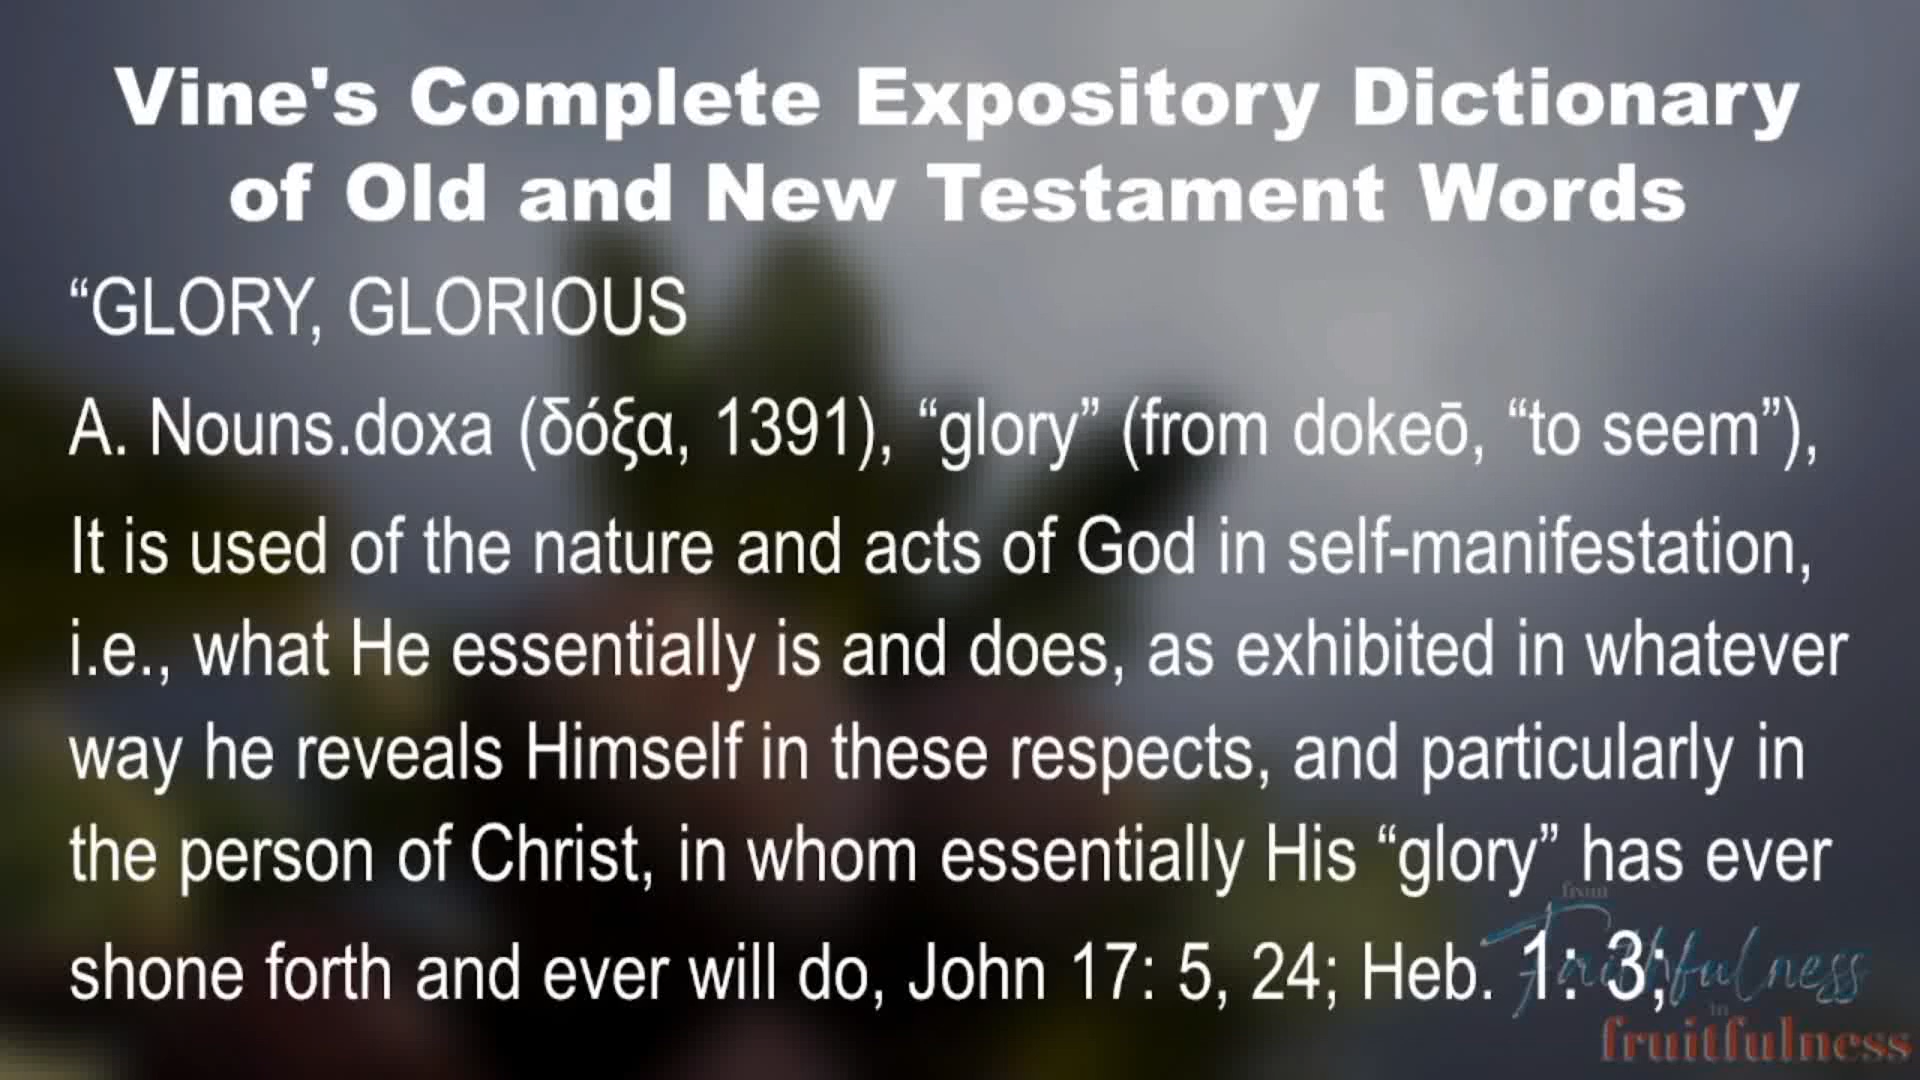 Vine's Complete Expository Dictionary
of Old and New Testament Words
“GLORY, GLORIOUS
A. Nouns.doxa (δόξα, 1391), “glory” (from dokeō, “to seem”),
It is used of the nature and acts of God in self-manifestation,
i.e., what He essentially is and does, as exhibited in whatever
way he reveals Himself in these respects, and particularly in
the person of Christ, in whom essentially His “glory” has ever
shone forth and ever will do, John 17: 5, 24; Heb. 1: 3;
from
Faithfulness
to
fruitfulness